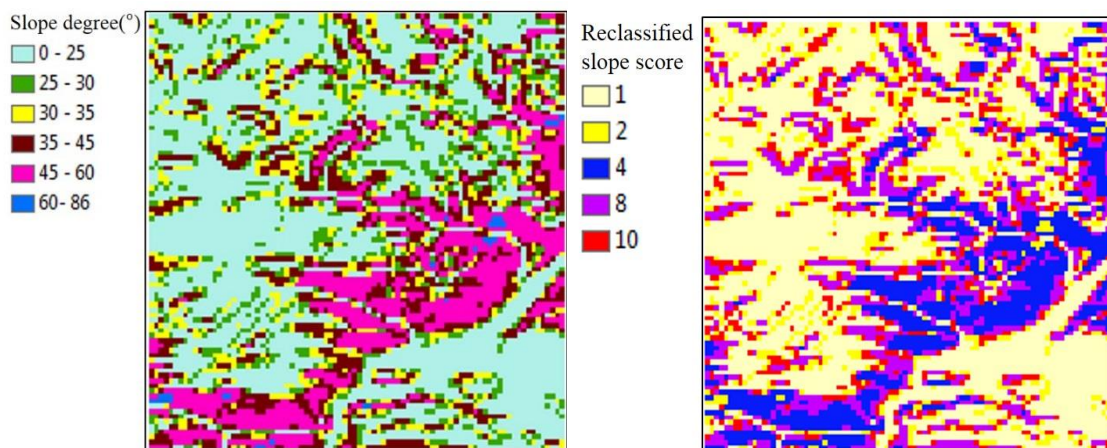 Slope degree(°)
0 - 25
25 - 30
30 - 35
35 - 45
45 - 60
60 - 86
Reclassified
slope score
1
2
4
8
10